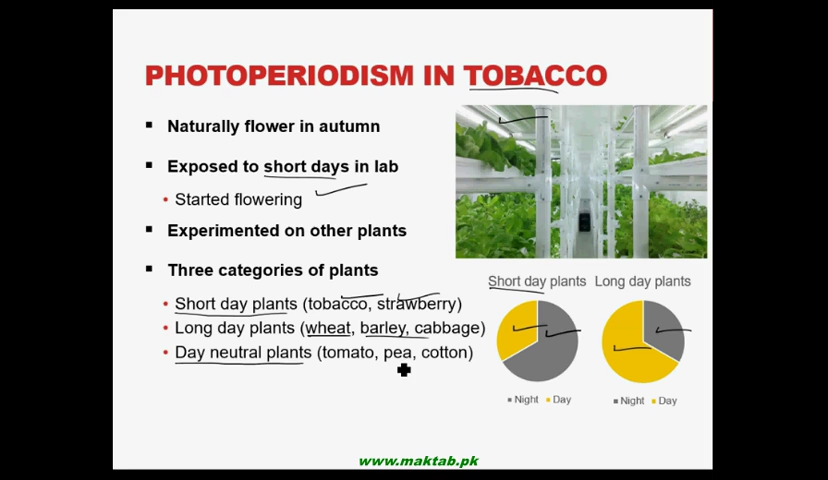 PHOTOPERIODISM IN TOBACCO
▪ Naturally flower in autumn
▪ Exposed to short days in lab
• Started flowering
▪ Experimented on other plants
▪ Three categories of plants
• Short day plants (tobacco, strawberry)
• Long day plants (wheat, barley, cabbage)
• Day neutral plants (tomato, pea, cotton)
Short day plants Long day plants
Night Day
Night Day
www.maktab.pk